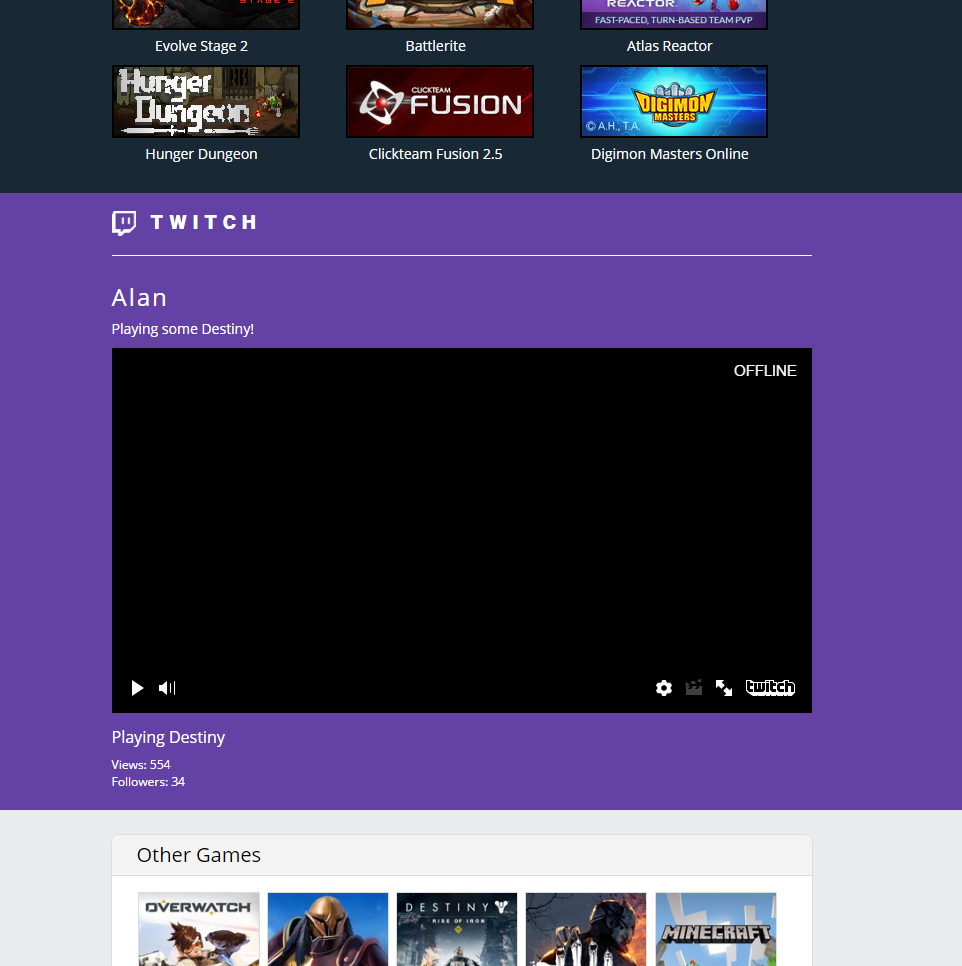 STAGE 2
REACTOR
FAST-PACED, TURN-BASED TEAM PVP
Evolve Stage 2
Battlerite
Atlas Reactor
Hunger
Dungeon
CLICKTEAM
FUSION
DIGIMON
MASTERS
© A.H., T.A.
Hunger Dungeon
Clickteam Fusion 2.5
Digimon Masters Online
TWITCH
Alan
Playing some Destiny!
OFFLINE
twitch
Playing Destiny
Views: 554
Followers: 34
Other Games
OVERWATCH
DESTINY
RISE OF IRON
MINECRAFT